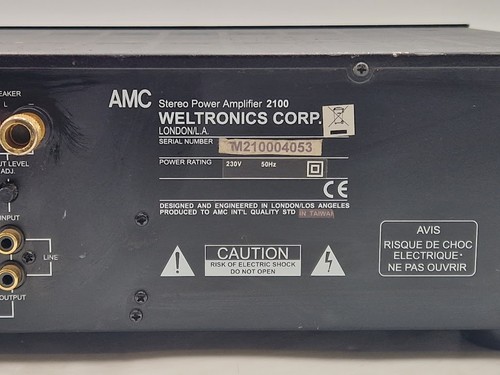 EAKER
L
UT LEVEL
ADJ.
INPUT
LINE
OUTPUT
AMC Stereo Power Amplifier 2100
WELTRONICS CORP.
LONDON/L.A.
SERIAL NUMBER M210004053
POWER RATING 230V 50Hz
CE
DESIGNED AND ENGINEERED IN LONDON/LOS ANGELES
PRODUCED TO AMC INT'L QUALITY STD IN TAIWAN
CAUTION
RISK OF ELECTRIC SHOCK
DO NOT OPEN
AVIS
RISQUE DE CHOC
ELECTRIQUE·
NE PAS OUVRIR